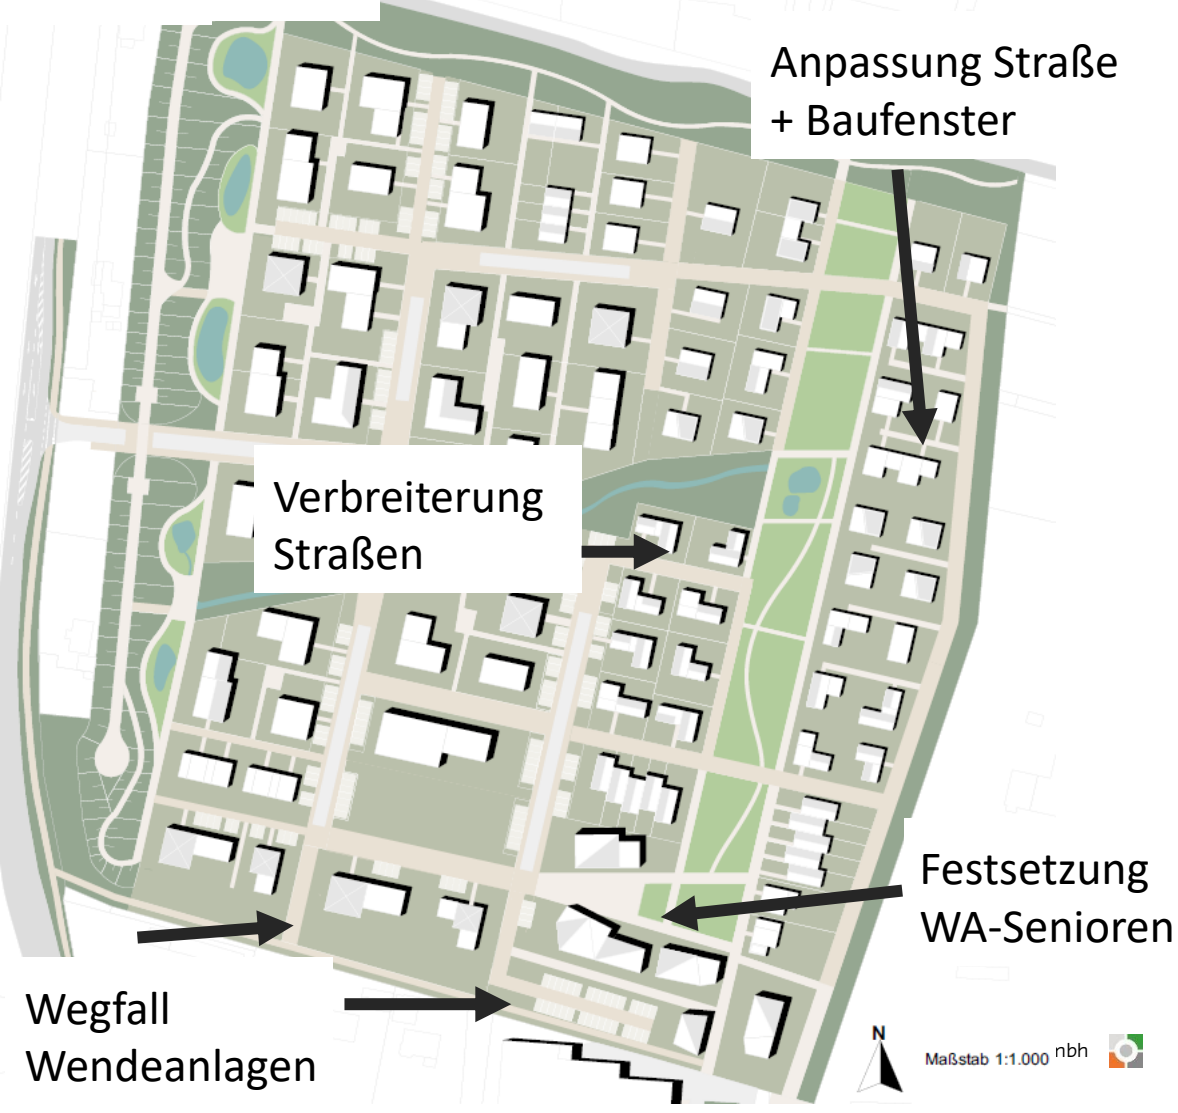 Anpassung Straße
+ Baufenster
Verbreiterung
Straßen
Festsetzung
WA-Senioren
Wegfall
Wendeanlagen
N
Maßstab 1:1.000
nbh